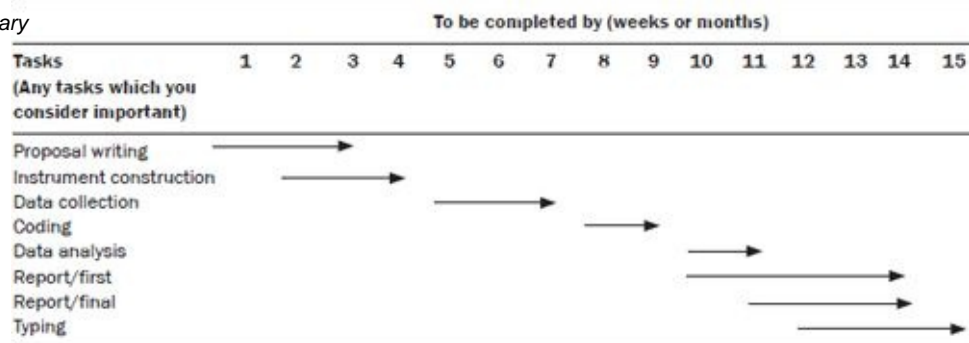 ary
To be completed by (weeks or months)
Tasks 1 2 3 4 5 6 7 8 9 10 11 12 13 14 15
(Any tasks which you
consider important)
Proposal writing
Instrument construction
Data collection
Coding
Data analysis
Report/first
Report/final
Typing